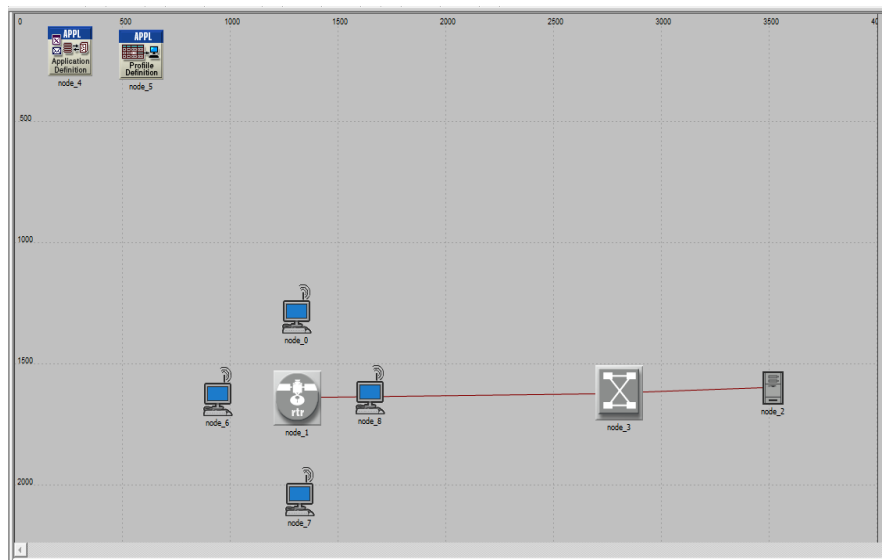 0 500 1000 1500 2000 2500 3000 3500 40
APPL
Application
Definition
node_4
APPL
Profile
Definition
node_5
500
1000
node_0
1500
node_6
rtr
node_1
node_8
node_3
node_2
2000
node_7